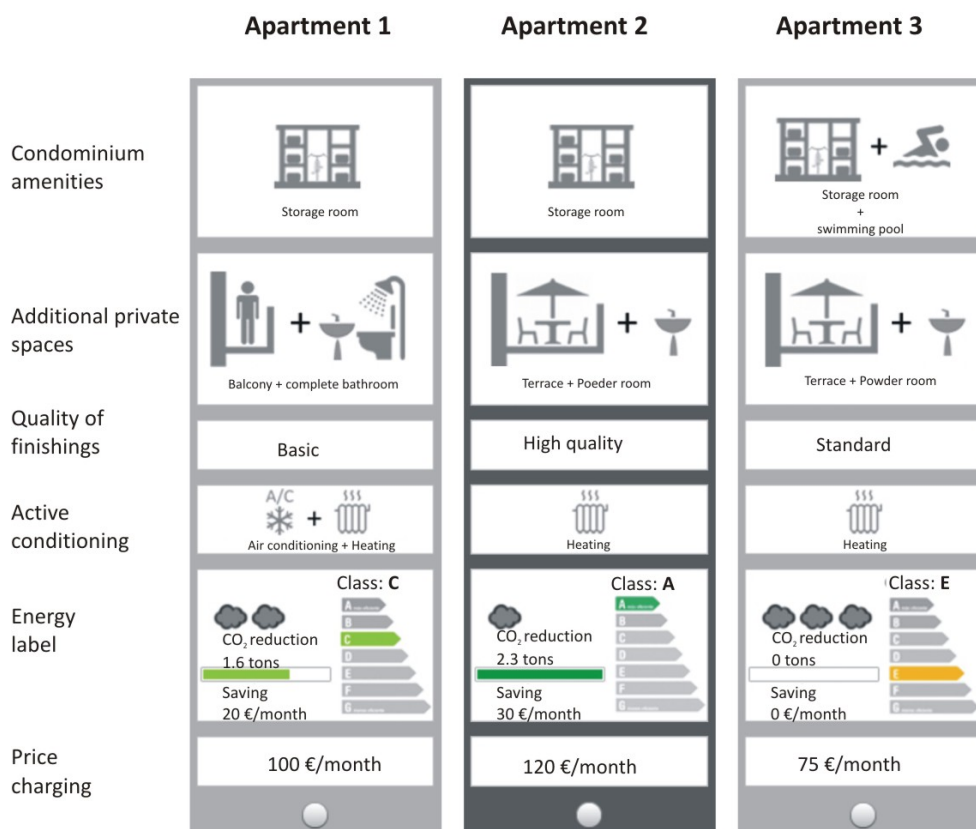 Apartment 1
Apartment 2
Apartment 3
Condominium
amenities
Storage room
Storage room
Storage room
+
swimming pool
Additional private
spaces
Balcony + complete bathroom
Terrace + Poeder room
Terrace + Powder room
Quality of
finishings
Basic
High quality
Standard
Active
conditioning
A/C
Air conditioning + Heating
Heating
Heating
Energy
label
Class: C
CO₂ reduction
1.6 tons
Saving
20 €/month
A
B
C
D
E
F
G
Class: A
CO₂ reduction
2.3 tons
Saving
30 €/month
A
B
C
D
E
F
G
Class: E
CO₂ reduction
0 tons
Saving
0 €/month
A
B
C
D
E
F
G
Price
charging
100 €/month
120 €/month
75 €/month